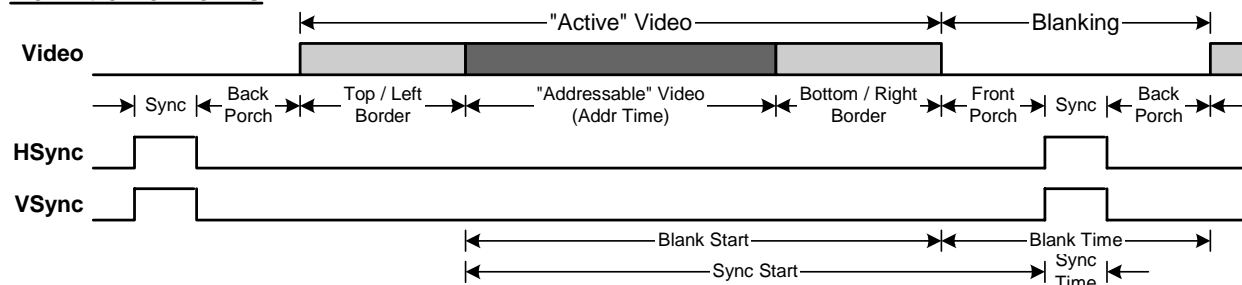 "Active" Video
Blanking
Video
Sync
Back
Porch
Top / Left
Border
"Addressable" Video
(Addr Time)
Bottom / Right
Border
Front
Porch
Sync
Back
Porch
HSync
VSync
Blank Start
Blank Time
Sync Start
Sync
Time